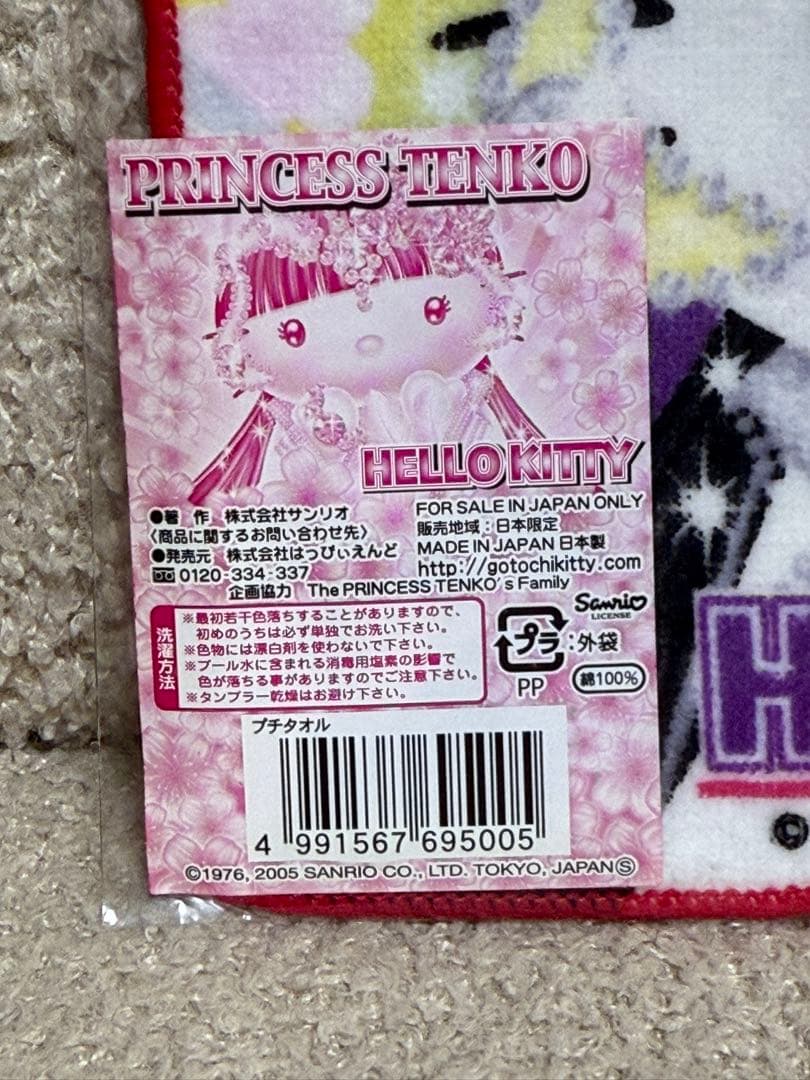 PRINCESS TENKO
HELLO KITTY
●著 作 株式会社サンリオ
〈商品に関するお問い合わせ先〉
●発売元 株式会社はっぴぃえんど
0120-334-337
企画協力 The PRINCESS TENKO's Family
FOR SALE IN JAPAN ONLY
販売地域：日本限定
MADE IN JAPAN 日本製
http://gotochikitty.com
洗濯方法
※最初若干色落ちすることがありますので、
初めのうちは必ず単独でお洗い下さい。
※色物には漂白剤を使わないで下さい。
※プール水に含まれる消毒用塩素の影響で
色が落ちる事がありますのでご注意下さい。
※タンブラー乾燥はお避け下さい。
Sanrio
LICENSE
プラ：外袋
PP
綿100%
プチタオル
4 991567 695005
©1976, 2005 SANRIO CO., LTD. TOKYO, JAPAN Ⓢ
H
©